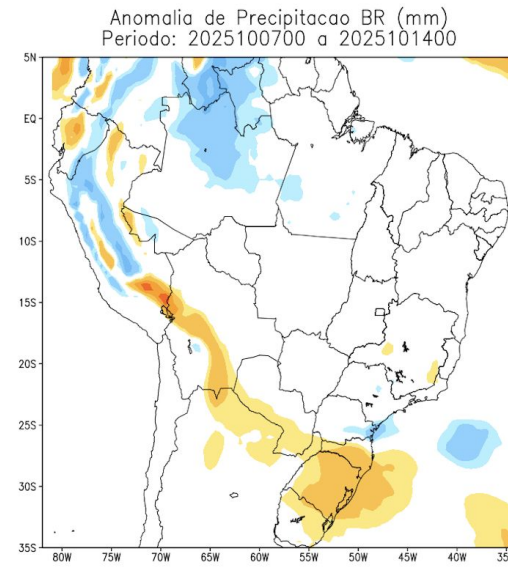 Anomalia de Precipitacao BR (mm)
Periodo: 2025100700 a 2025101400
5N
EQ
5S
10S
15S
20S
25S
30S
35S
80W 75W 70W 65W 60W 55W 50W 45W 40W 35W